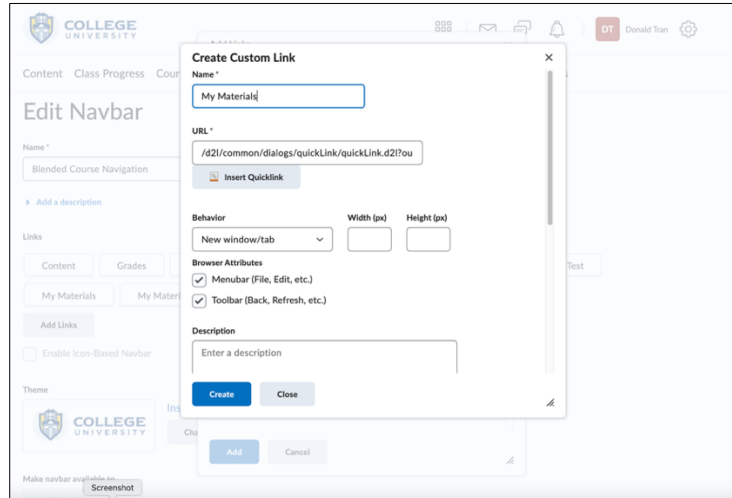 COLLEGE
UNIVERSITY
DT Donald Tran
Content Class Progress Cour
Edit Navbar
Name *
Blended Course Navigation
Add a description
Links
Content Grades Test
My Materials My Materi
Add Links
Enable Icon-Based Navbar
Theme
COLLEGE
UNIVERSITY
Ins
Cha
Make navbar available to
Screenshot
Create Custom Link
Name *
My Materials
URL *
/d2l/common/dialogs/quickLink/quickLink.d2l?ou
Insert Quicklink
Behavior Width (px) Height (px)
New window/tab
Browser Attributes
Menubar (File, Edit, etc.)
Toolbar (Back, Refresh, etc.)
Description
Enter a description
Create Close
Add Cancel